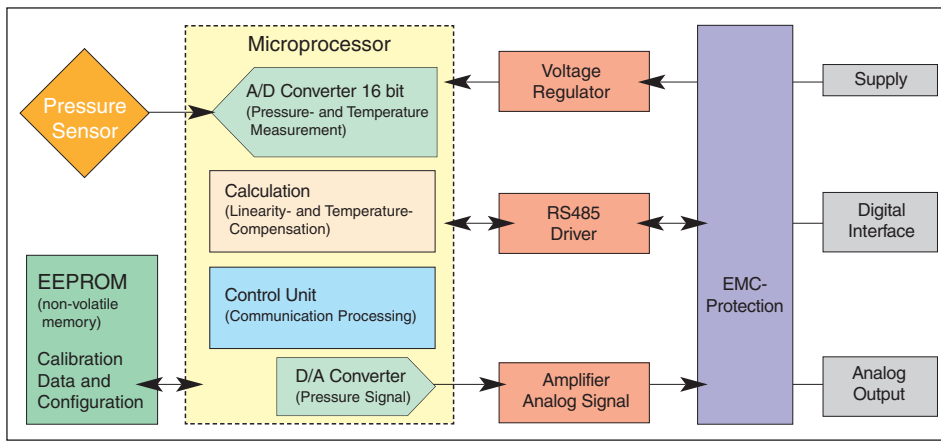 Microprocessor
Pressure
Sensor
A/D Converter 16 bit
(Pressure- and Temperature
Measurement)
Calculation
(Linearity- and Temperature-
Compensation)
Control Unit
(Communication Processing)
D/A Converter
(Pressure Signal)
EEPROM
(non-volatile
memory)
Calibration
Data and
Configuration
Voltage
Regulator
RS485
Driver
Amplifier
Analog Signal
EMC-
Protection
Supply
Digital
Interface
Analog
Output